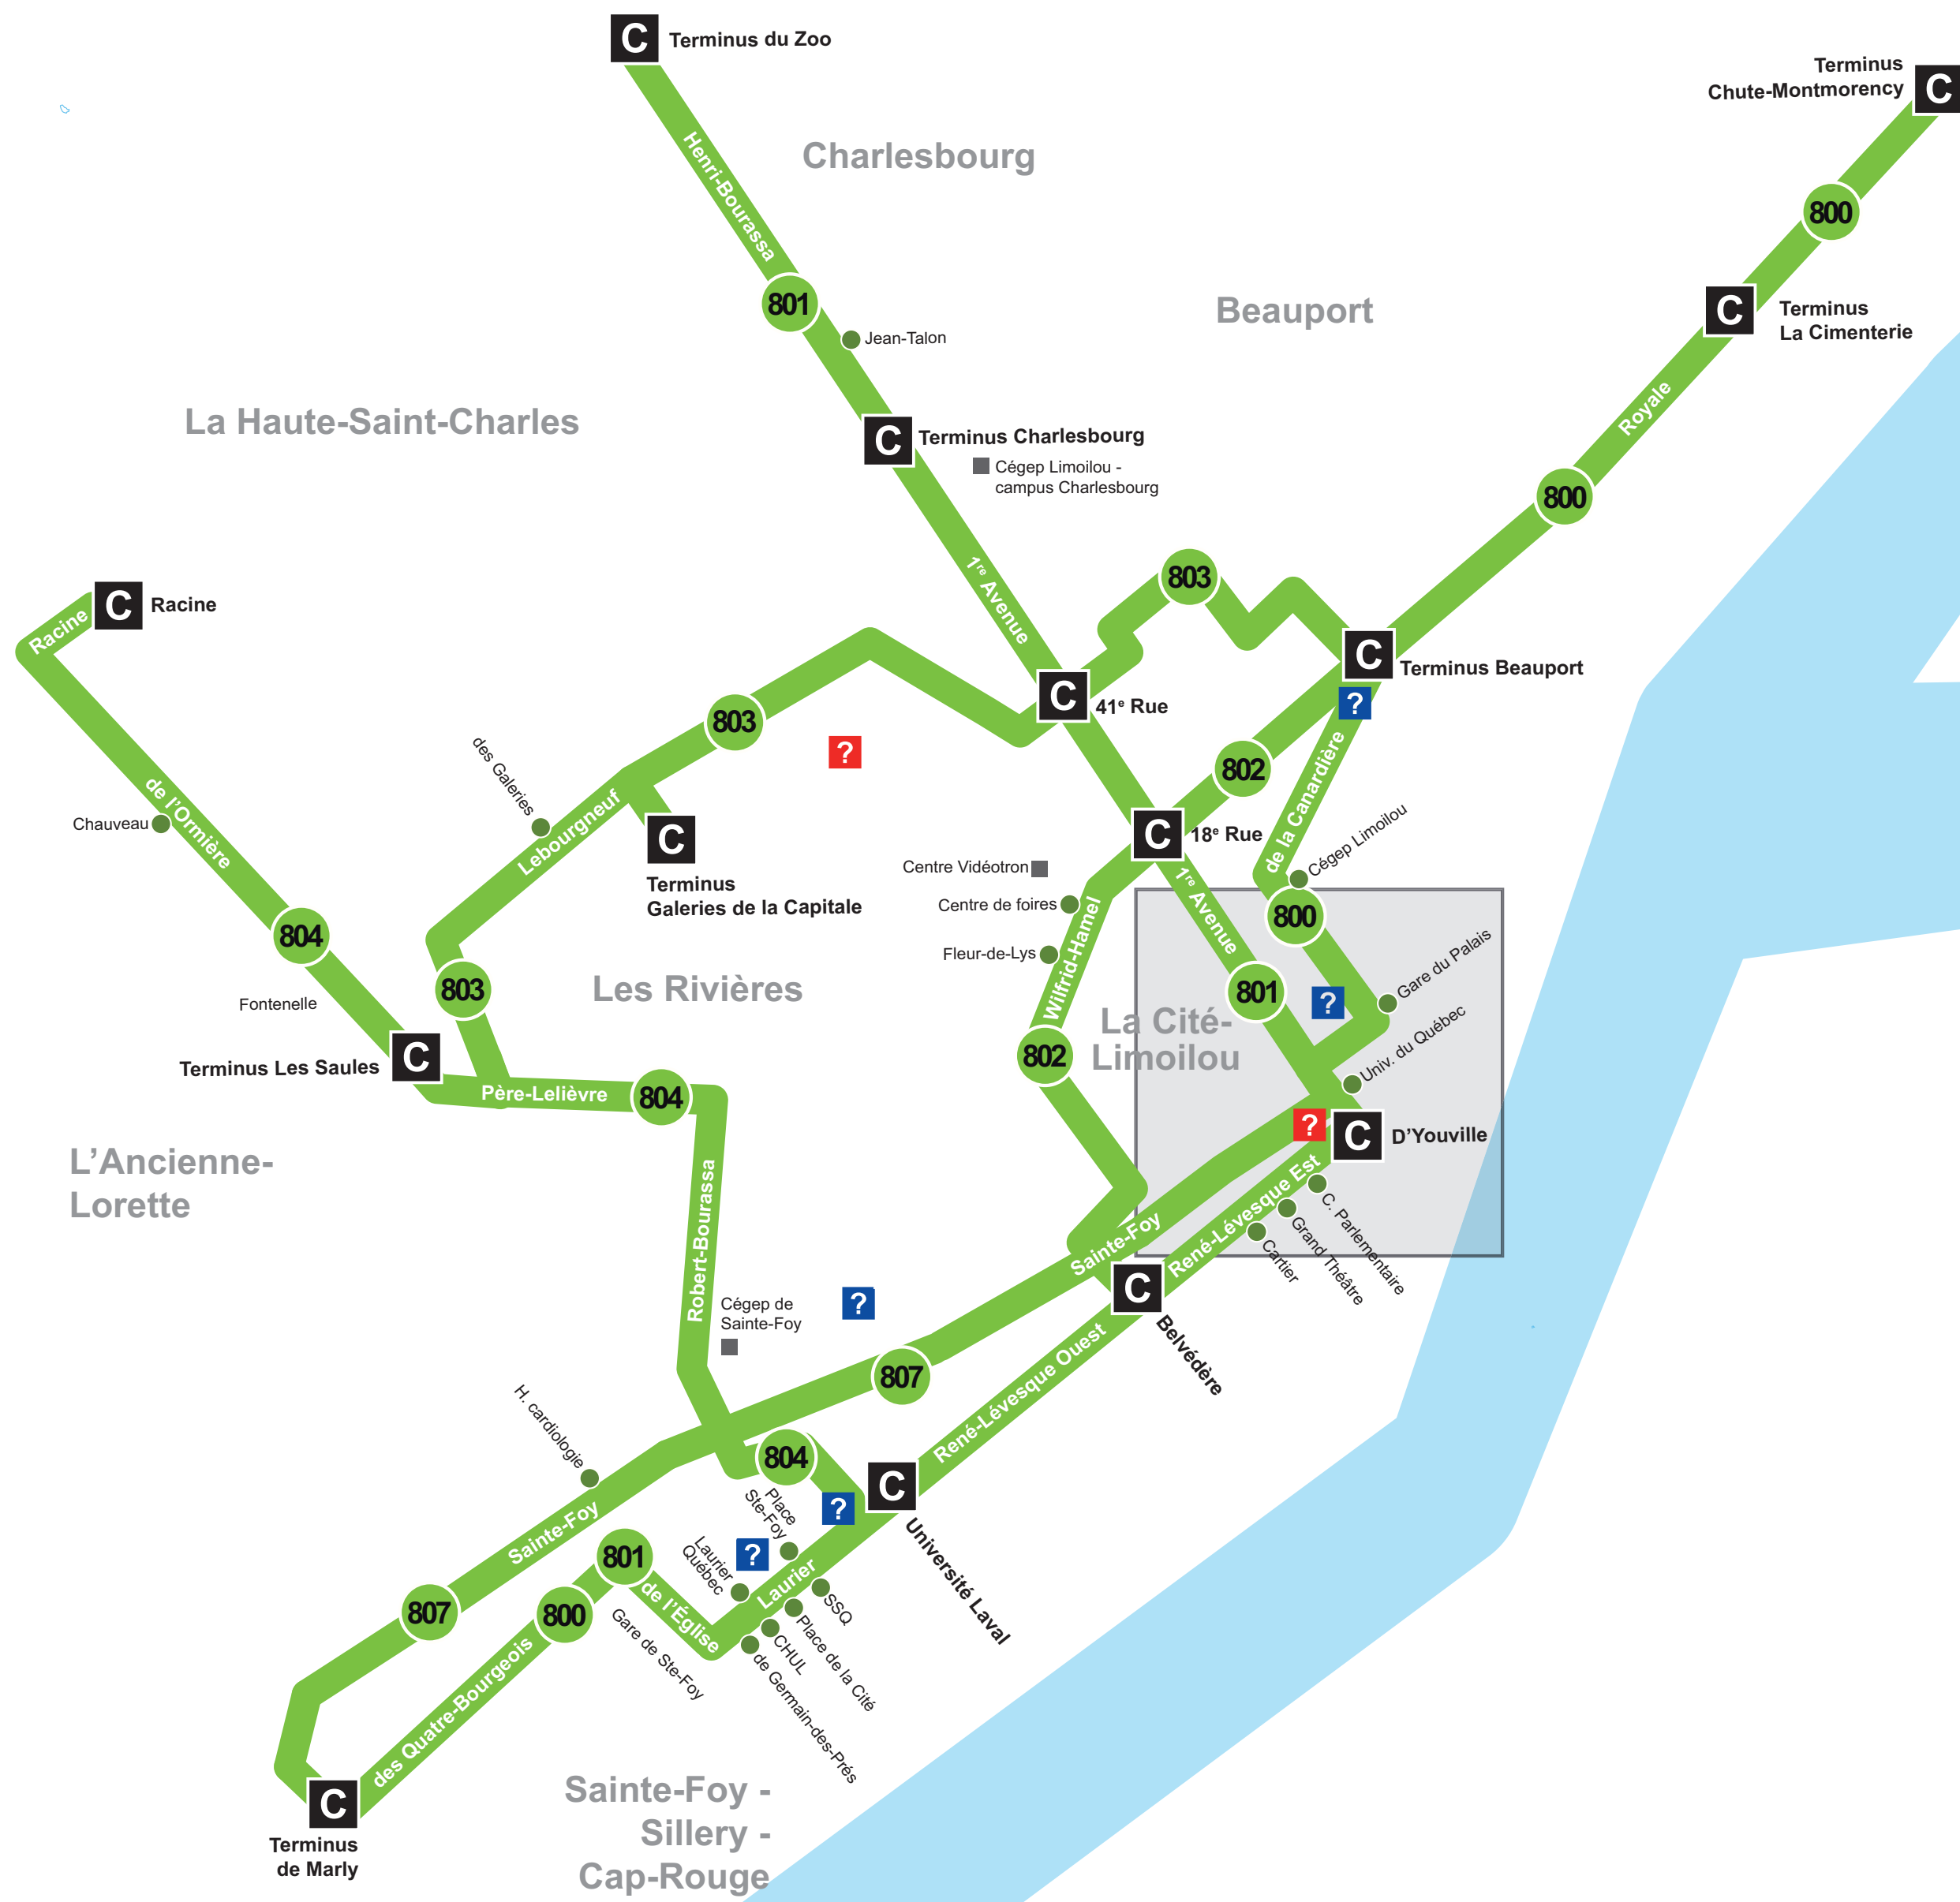 C Terminus du Zoo
Terminus
Chute-Montmorency
C
Charlesbourg
Henri-Bourassa
800
801
Jean-Talon
Beauport
C
Terminus
La Cimenterie
Royale
La Haute-Saint-Charles
C
Terminus Charlesbourg
Cégep Limoilou -
campus Charlesbourg
800
1re Avenue
803
C Racine
Racine
C
Terminus Beauport
?
C
41e Rue
803
?
des Galeries
802
de la Canardière
de l'Ormière
Chauveau
Lebourgneuf
C
Terminus
Galeries de la Capitale
C
18e Rue
Cégep Limoilou
Centre Vidéotron
Centre de foires
1re Avenue
800
Wilfrid-Hamel
Fleur-de-Lys
804
803
Les Rivières
Fontenelle
801
?
Gare du Palais
La Cité-
Limoilou
802
Univ. du Québec
C
Terminus Les Saules
Père-Lelièvre
804
?
C
D'Youville
L'Ancienne-
Lorette
Robert-Bourassa
René-Lévesque Est
C. Parlementaire
Grand Théâtre
Cartier
Sainte-Foy
C
Belvédère
Cégep de
Sainte-Foy
?
807
René-Lévesque Ouest
H. cardiologie
804
C
Université Laval
Place
Ste-Foy
?
Sainte-Foy
801
?
Laurier
Québec
Laurier
SSQ
Place de la Cité
CHUL
de Germain-des-Prés
de l'Église
Gare de Ste-Foy
807
800
des Quatre-Bourgeois
C
Terminus
de Marly
Sainte-Foy -
Sillery -
Cap-Rouge